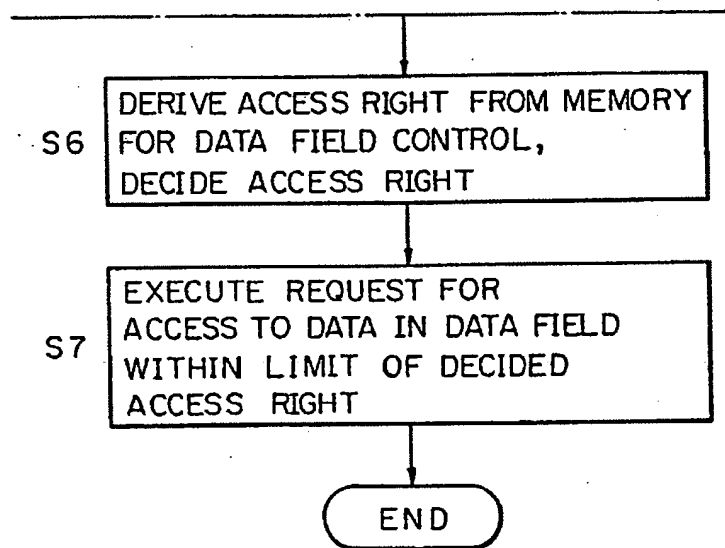 S6
DERIVE ACCESS RIGHT FROM MEMORY
FOR DATA FIELD CONTROL,
DECIDE ACCESS RIGHT
S7
EXECUTE REQUEST FOR
ACCESS TO DATA IN DATA FIELD
WITHIN LIMIT OF DECIDED
ACCESS RIGHT
END